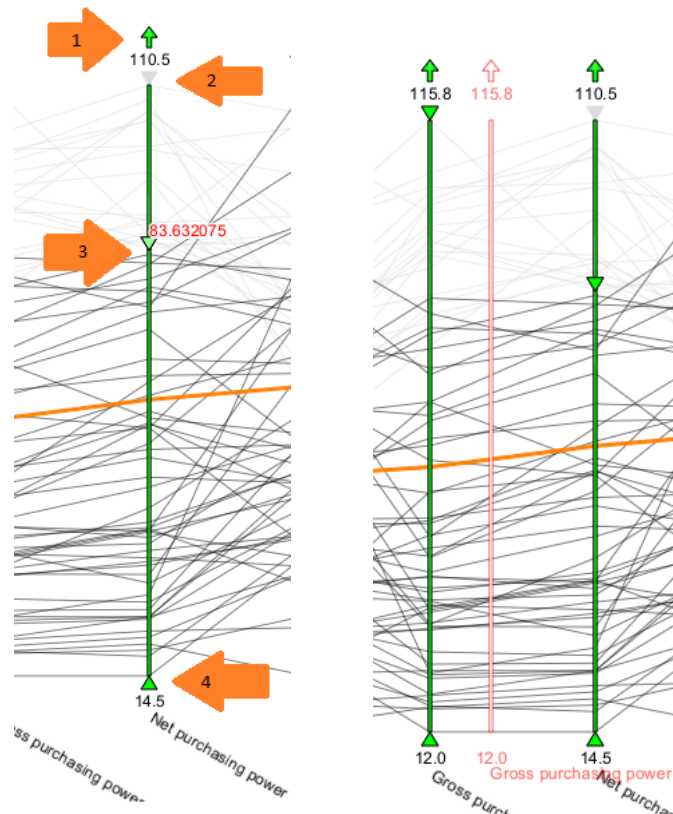 1
110.5
2
83.632075
3
4
14.5
ss purchasing power
Net purchasing power
115.8
115.8
110.5
12.0
12.0
14.5
Gross purch
Gross purchasing power
Net purcha